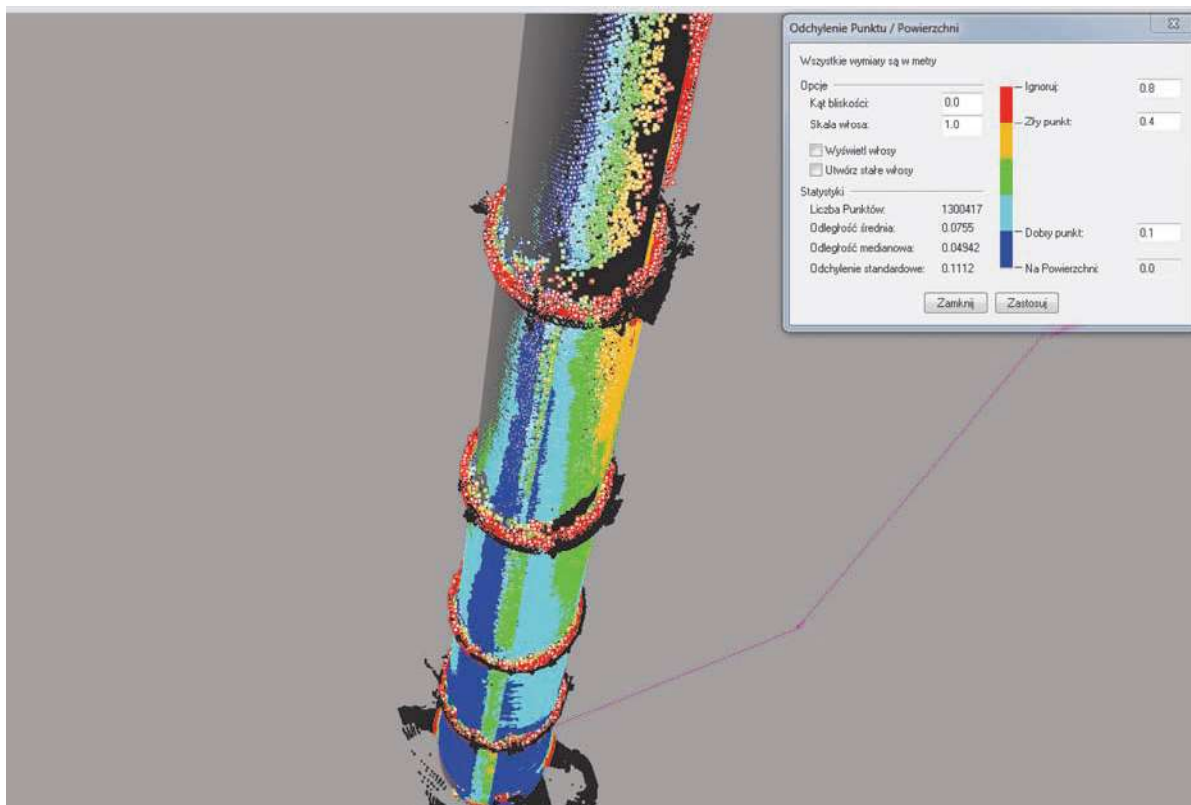 Odchylenie Punktu / Powierzchni
Wszystkie wymiary są w metry
Opcje
Kąt bliskości: 0.0
Skala włosa: 1.0
Wyświetl włosy
Utwórz stałe włosy
Statystyki
Liczba Punktów: 1300417
Odległość średnia: 0.0755
Odległość medianowa: 0.04942
Odchylenie standardowe: 0.1112
Ignoruj: 0.8
Zły punkt: 0.4
Dobry punkt: 0.1
Na Powierzchni: 0.0
Zamknij Zastosuj